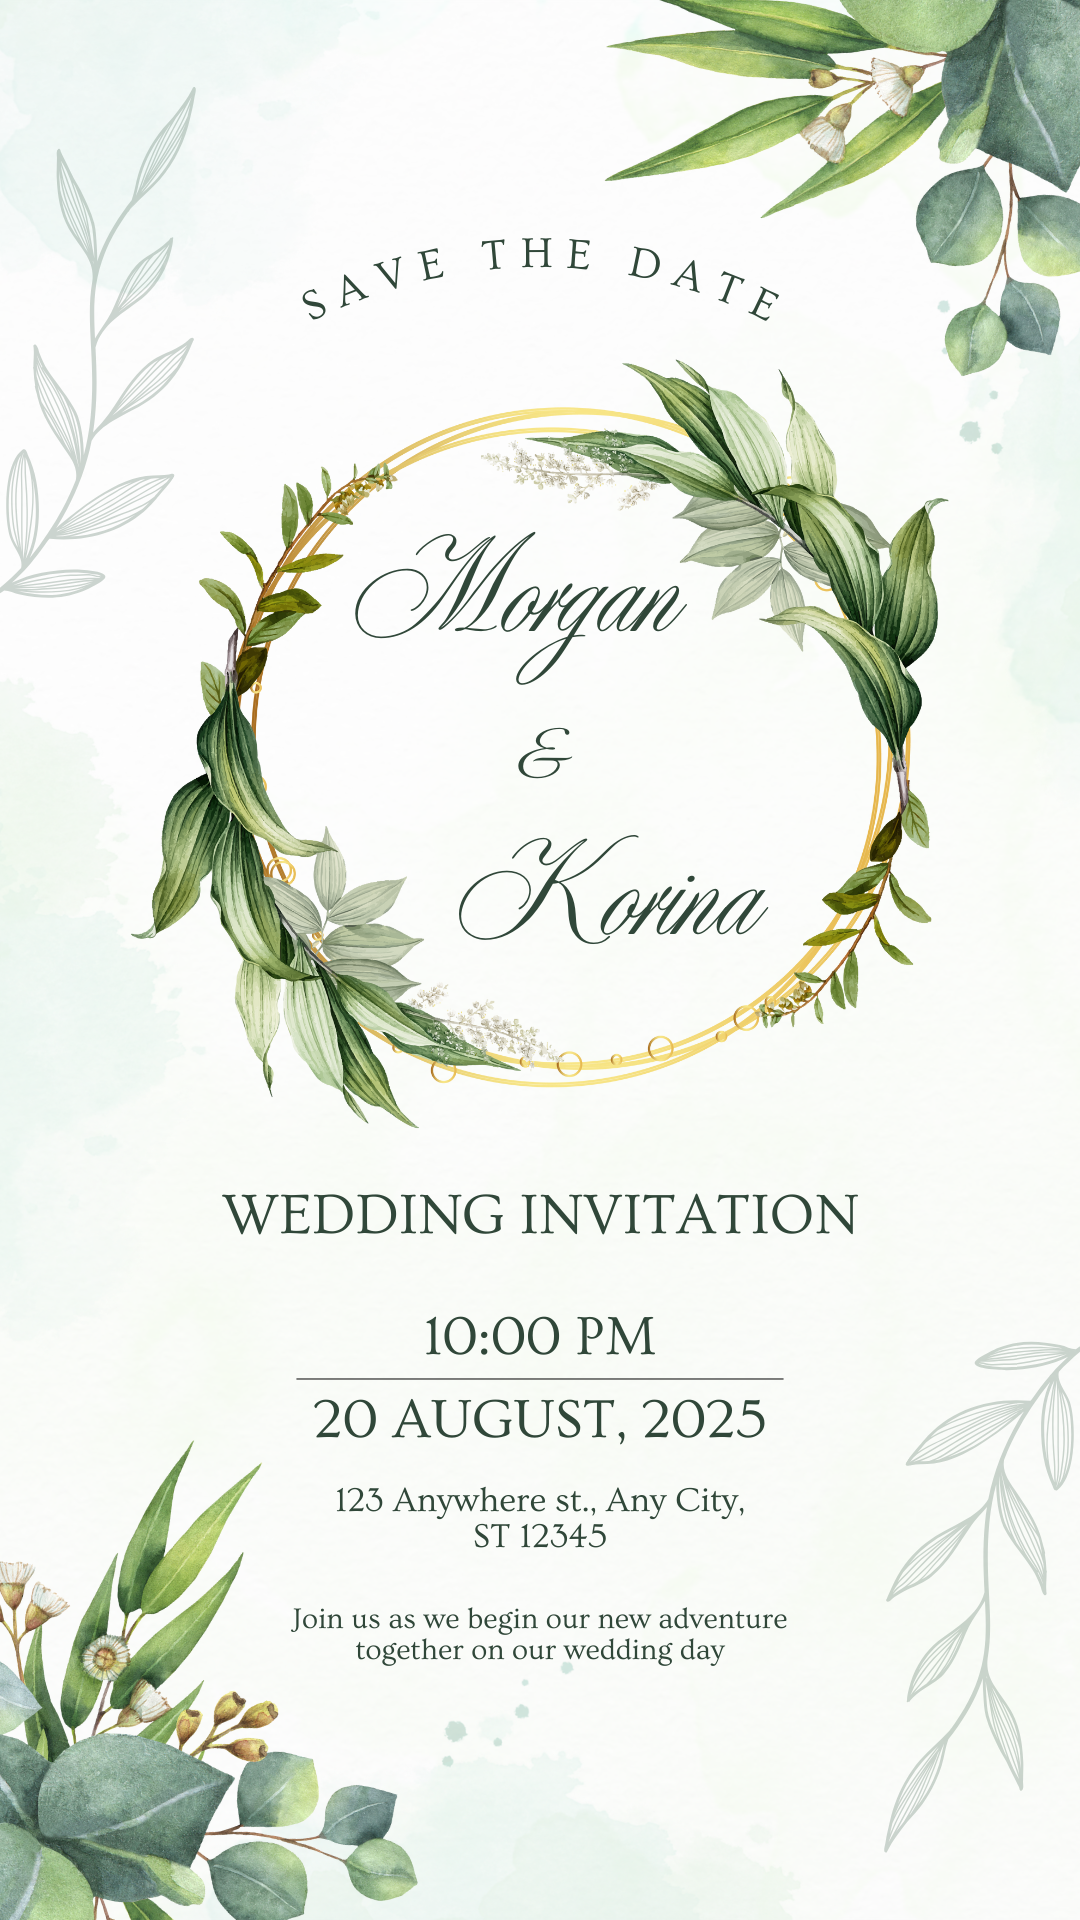 SAVE THE DATE
Morgan
&
Korina
WEDDING INVITATION
10:00 PM
20 AUGUST, 2025
123 Anywhere st., Any City,
ST 12345
Join us as we begin our new adventure
together on our wedding day